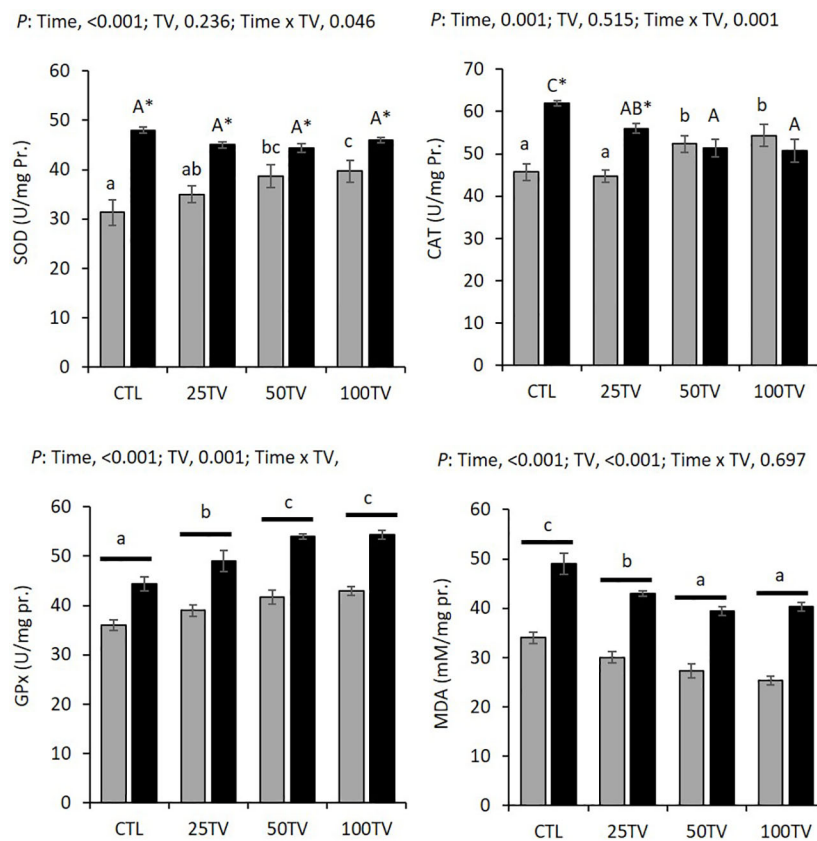 P: Time, <0.001; TV, 0.236; Time x TV, 0.046
SOD (U/mg Pr.)
60
50
40
30
20
10
0
a A* ab A* bc A* c A*
CTL 25TV 50TV 100TV
P: Time, 0.001; TV, 0.515; Time x TV, 0.001
CAT (U/mg Pr.)
70
60
50
40
30
20
10
0
a C* a AB* b A b A
CTL 25TV 50TV 100TV
P: Time, <0.001; TV, 0.001; Time x TV,
GPx (U/mg pr.)
60
50
40
30
20
10
0
a b c c
CTL 25TV 50TV 100TV
P: Time, <0.001; TV, <0.001; Time x TV, 0.697
MDA (mM/mg pr.)
60
50
40
30
20
10
0
c b a a
CTL 25TV 50TV 100TV